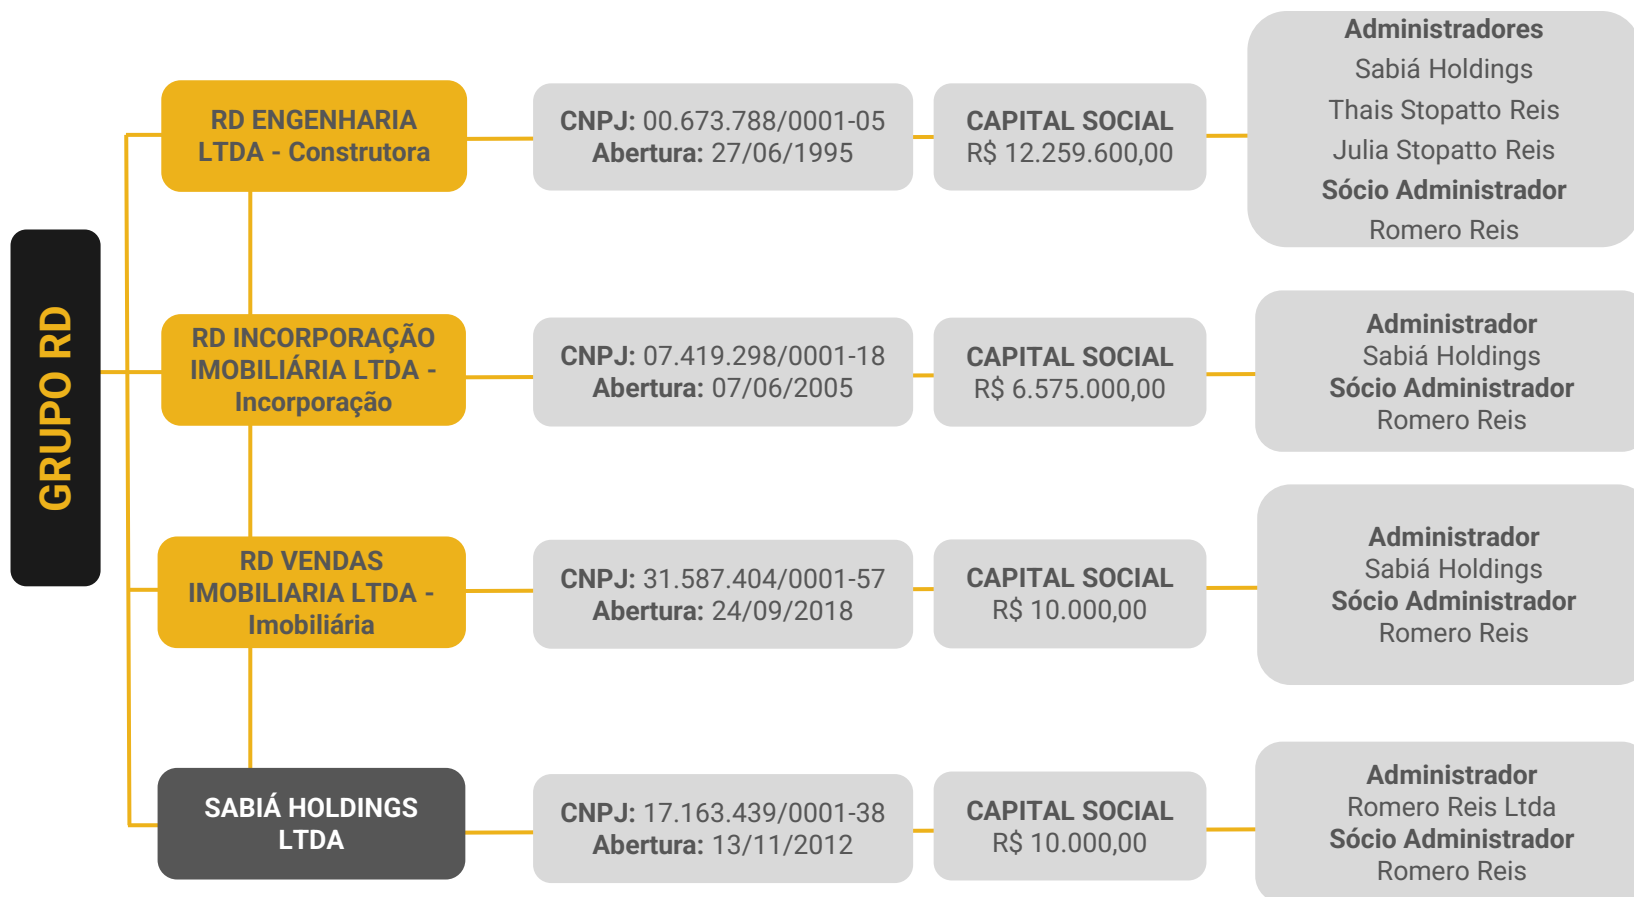 GRUPO RD
RD ENGENHARIA
LTDA - Construtora
CNPJ: 00.673.788/0001-05
Abertura: 27/06/1995
CAPITAL SOCIAL
R$ 12.259.600,00
Administradores
Sabiá Holdings
Thais Stopatto Reis
Julia Stopatto Reis
Sócio Administrador
Romero Reis
RD INCORPORAÇÃO
IMOBILIÁRIA LTDA -
Incorporação
CNPJ: 07.419.298/0001-18
Abertura: 07/06/2005
CAPITAL SOCIAL
R$ 6.575.000,00
Administrador
Sabiá Holdings
Sócio Administrador
Romero Reis
RD VENDAS
IMOBILIARIA LTDA -
Imobiliária
CNPJ: 31.587.404/0001-57
Abertura: 24/09/2018
CAPITAL SOCIAL
R$ 10.000,00
Administrador
Sabiá Holdings
Sócio Administrador
Romero Reis
SABIÁ HOLDINGS
LTDA
CNPJ: 17.163.439/0001-38
Abertura: 13/11/2012
CAPITAL SOCIAL
R$ 10.000,00
Administrador
Romero Reis Ltda
Sócio Administrador
Romero Reis